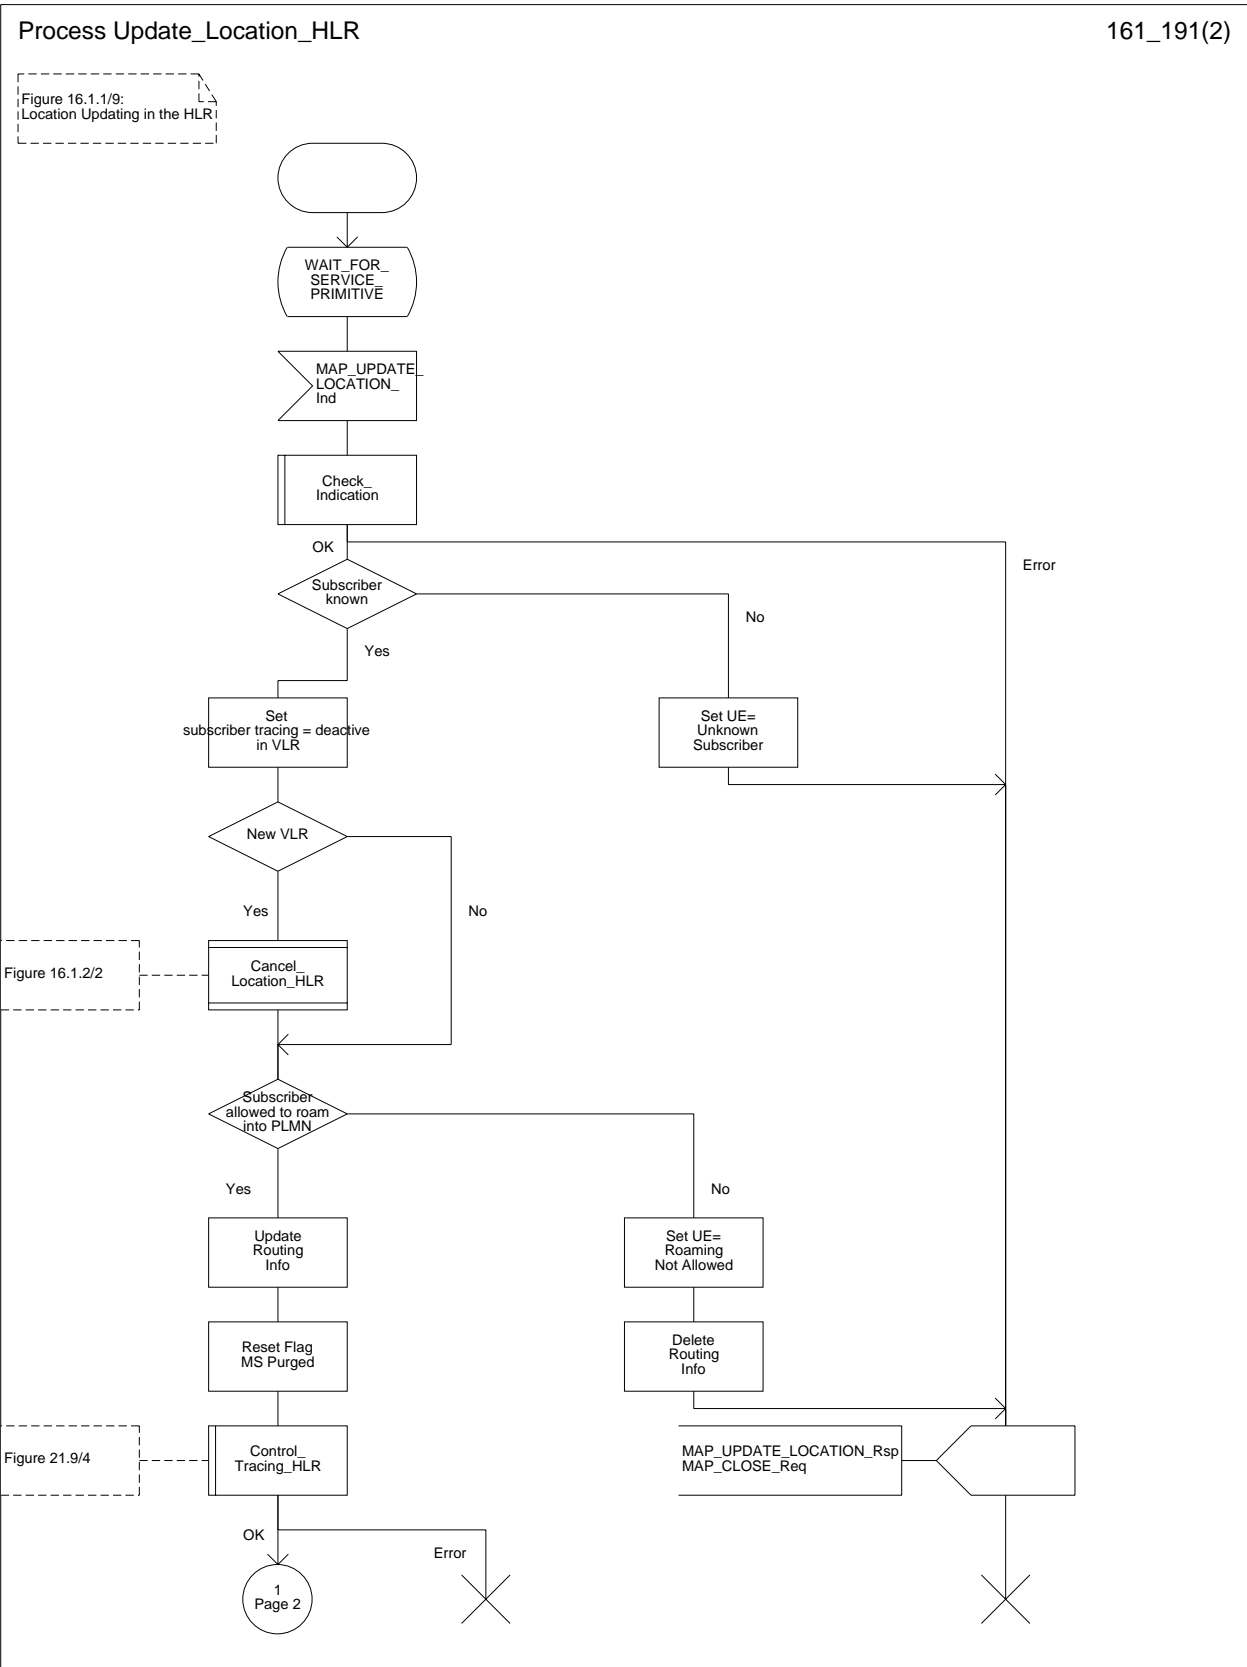 Process Update_Location_HLR
161_191(2)
Figure 16.1.1/9:
Location Updating in the HLR
WAIT_FOR_
SERVICE_
PRIMITIVE
MAP_UPDATE_
LOCATION_
Ind
Check_
Indication
OK
Error
Subscriber
known
No
Yes
Set
subscriber tracing = deactive
in VLR
Set UE=
Unknown
Subscriber
New VLR
Yes
No
Figure 16.1.2/2
Cancel_
Location_HLR
Subscriber
allowed to roam
into PLMN
Yes
No
Update
Routing
Info
Set UE=
Roaming
Not Allowed
Reset Flag
MS Purged
Delete
Routing
Info
Figure 21.9/4
Control_
Tracing_HLR
MAP_UPDATE_LOCATION_Rsp
MAP_CLOSE_Req
OK
Error
1
Page 2